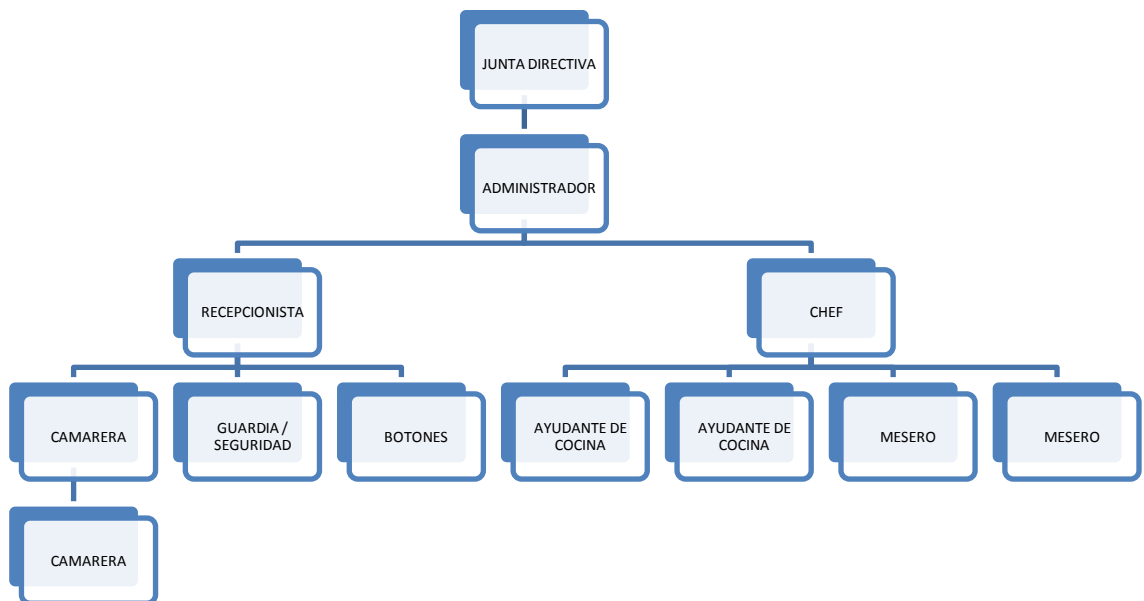 JUNTA DIRECTIVA
ADMINISTRADOR
RECEPCIONISTA
CHEF
CAMARERA
GUARDIA /
SEGURIDAD
BOTONES
AYUDANTE DE
COCINA
AYUDANTE DE
COCINA
MESERO
MESERO
CAMARERA